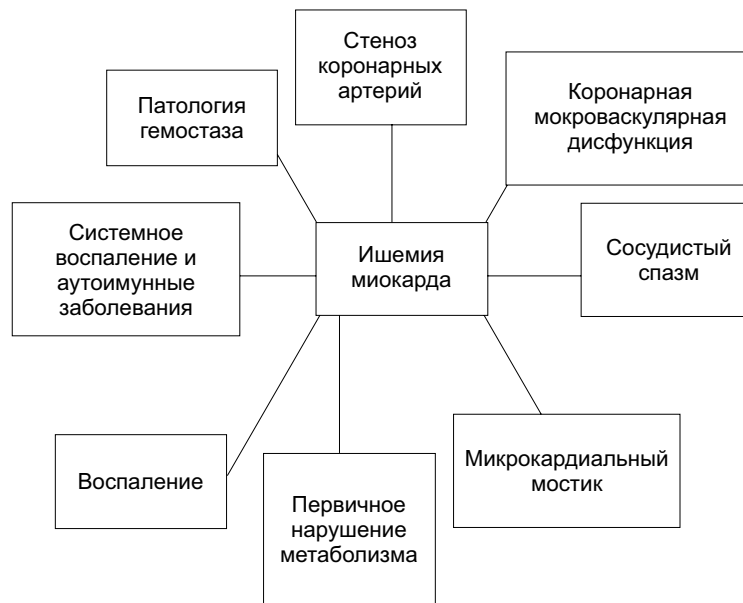 Стеноз
коронарных
артерий
Патология
гемостаза
Коронарная
мокроваскулярная
дисфункция
Системное
воспаление и
аутоимунные
заболевания
Ишемия
миокарда
Сосудистый
спазм
Воспаление
Первичное
нарушение
метаболизма
Микрокардиальный
мостик